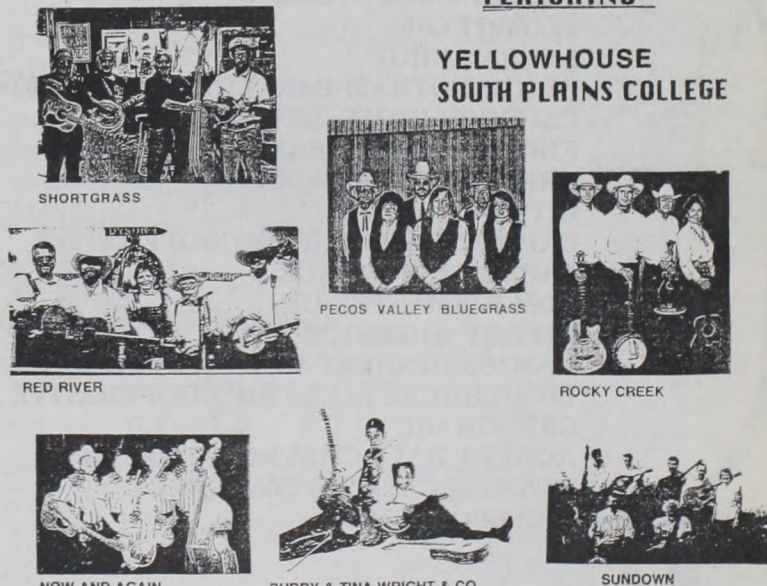 YELLOWHOUSE
SOUTH PLAINS COLLEGE
SHORTGRASS
PECOS VALLEY BLUEGRASS
RED RIVER
ROCKY CREEK
NOW AND AGAIN
BUDDY & TINA WRIGHT & CO
SUNDOWN